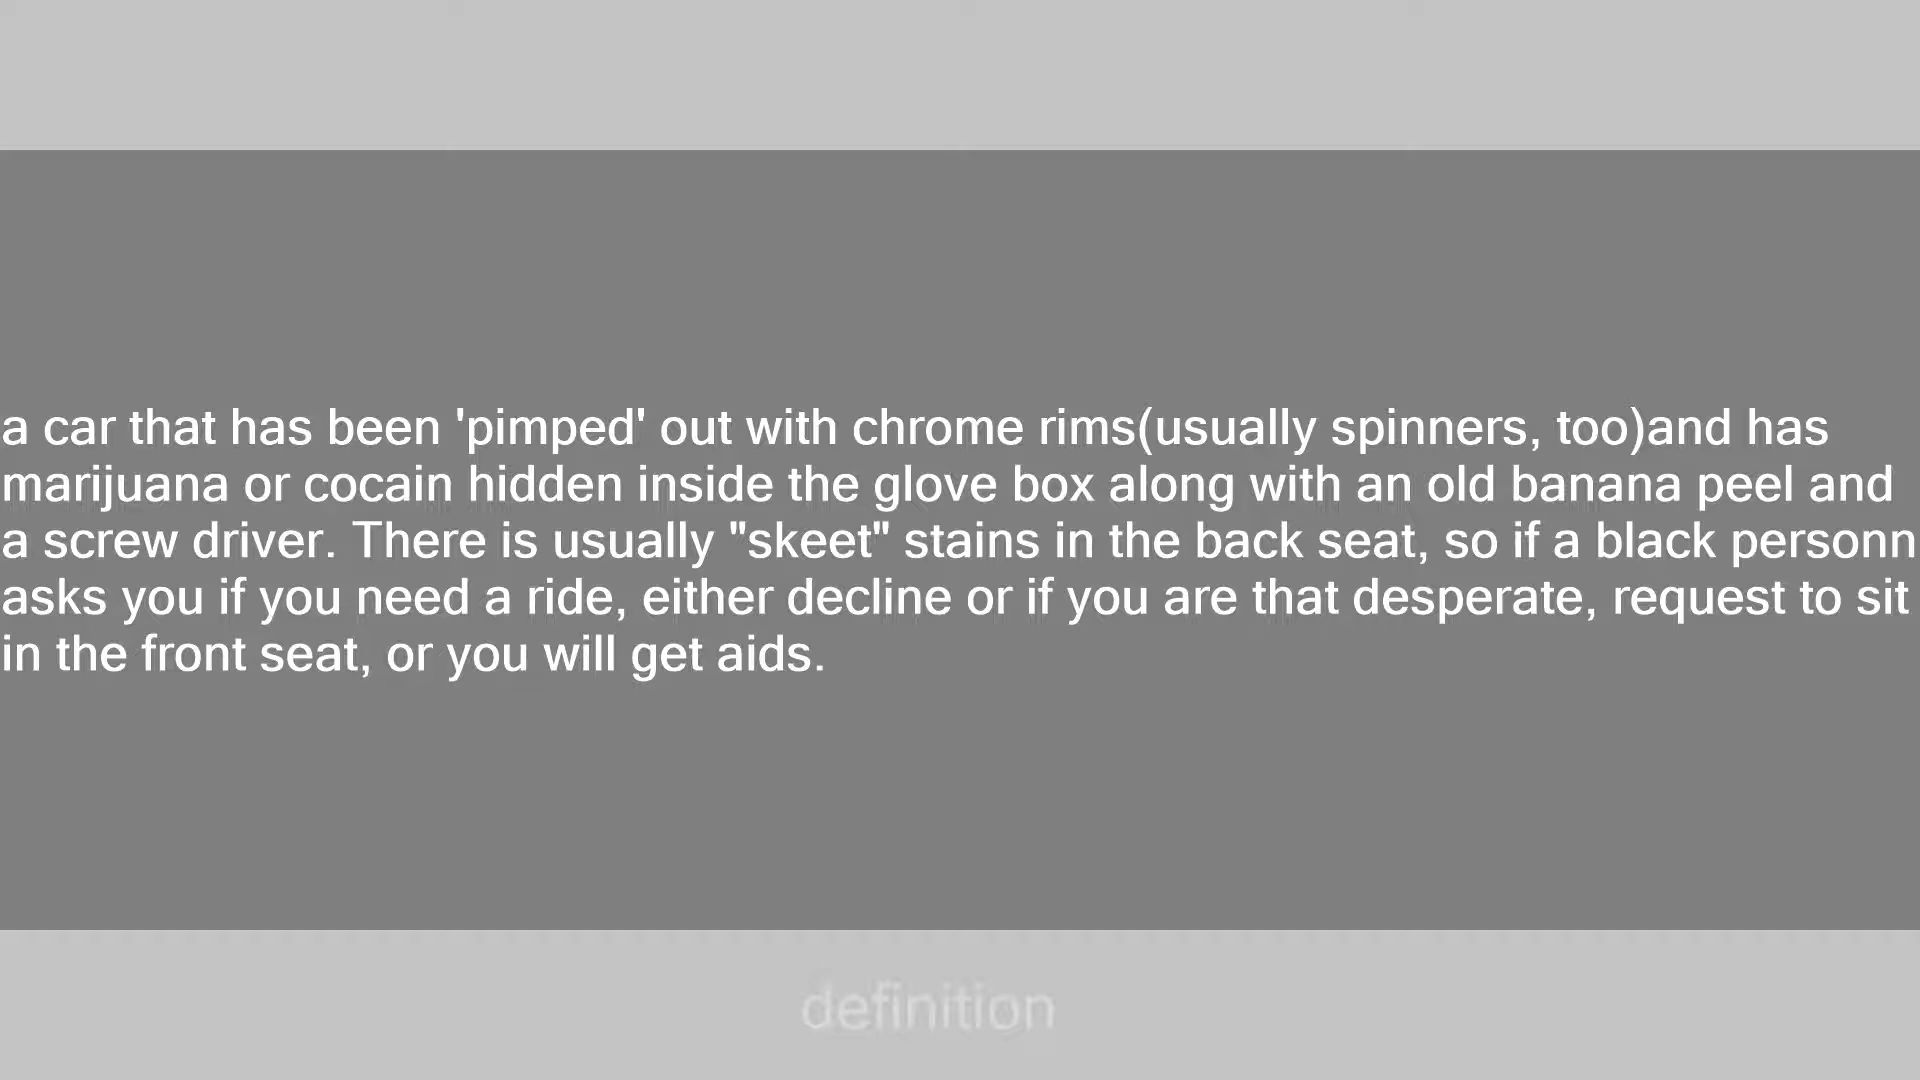 a car that has been 'pimped' out with chrome rims(usually spinners, too)and has
marijuana or cocain hidden inside the glove box along with an old banana peel and
a screw driver. There is usually "skeet" stains in the back seat, so if a black personn
asks you if you need a ride, either decline or if you are that desperate, request to sit
in the front seat, or you will get aids.
definition